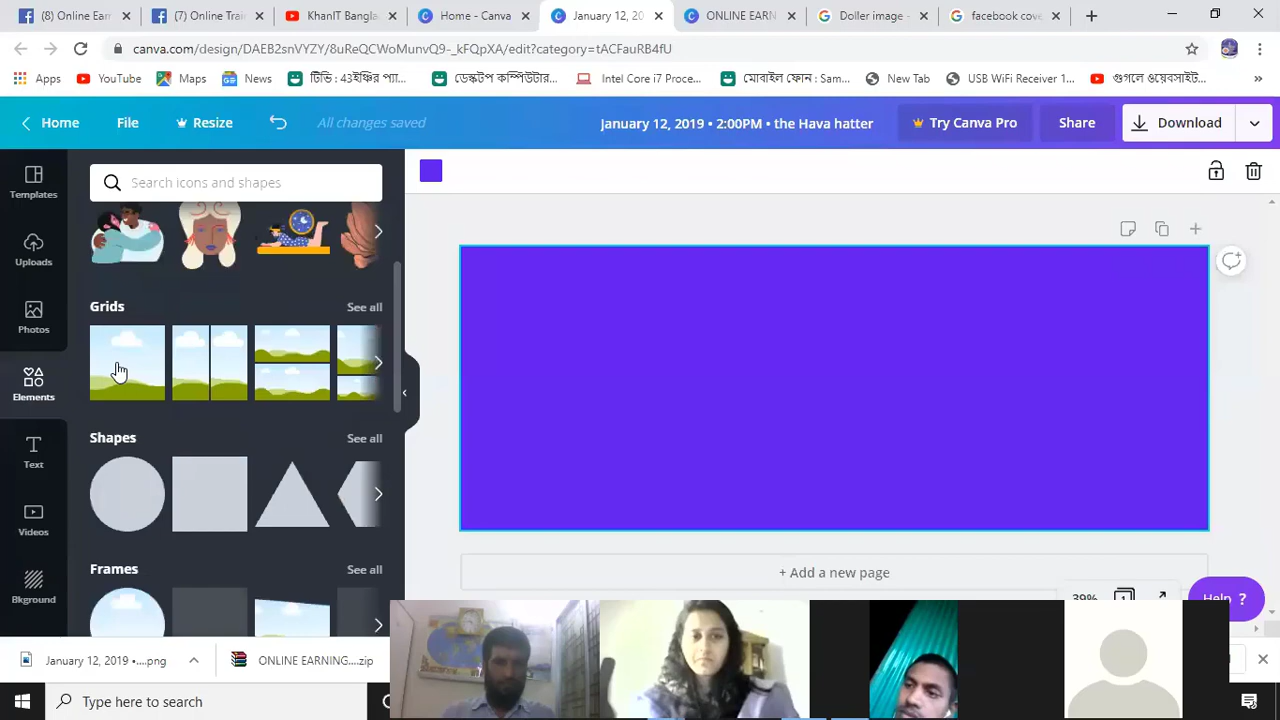 (8) Online Earn
(7) Online Trai
KhanIT Bangla
Home - Canva
January 12, 20
ONLINE EARN
Doller image -
facebook cove
canva.com/design/DAEB2snVYZY/8uReQCWoMunvQ9-_kFQpXA/edit?category=tACFauRB4fU
Apps
YouTube
Maps
News
টিভি : 43ইঞ্চির প্যা...
ডেস্কটপ কম্পিউটার...
Intel Core i7 Proce...
মোবাইল ফোন : Sam...
New Tab
USB WiFi Receiver 1...
গুগলে ওয়েবসাইট...
Home
File
Resize
All changes saved
January 12, 2019 • 2:00PM • the Hava hatter
Try Canva Pro
Share
Download
Templates
Uploads
Photos
Elements
Text
Videos
Bkground
Search icons and shapes
Grids
See all
Shapes
See all
Frames
See all
+ Add a new page
39%
1
Help ?
January 12, 2019 •....png
ONLINE EARNING....zip
Type here to search